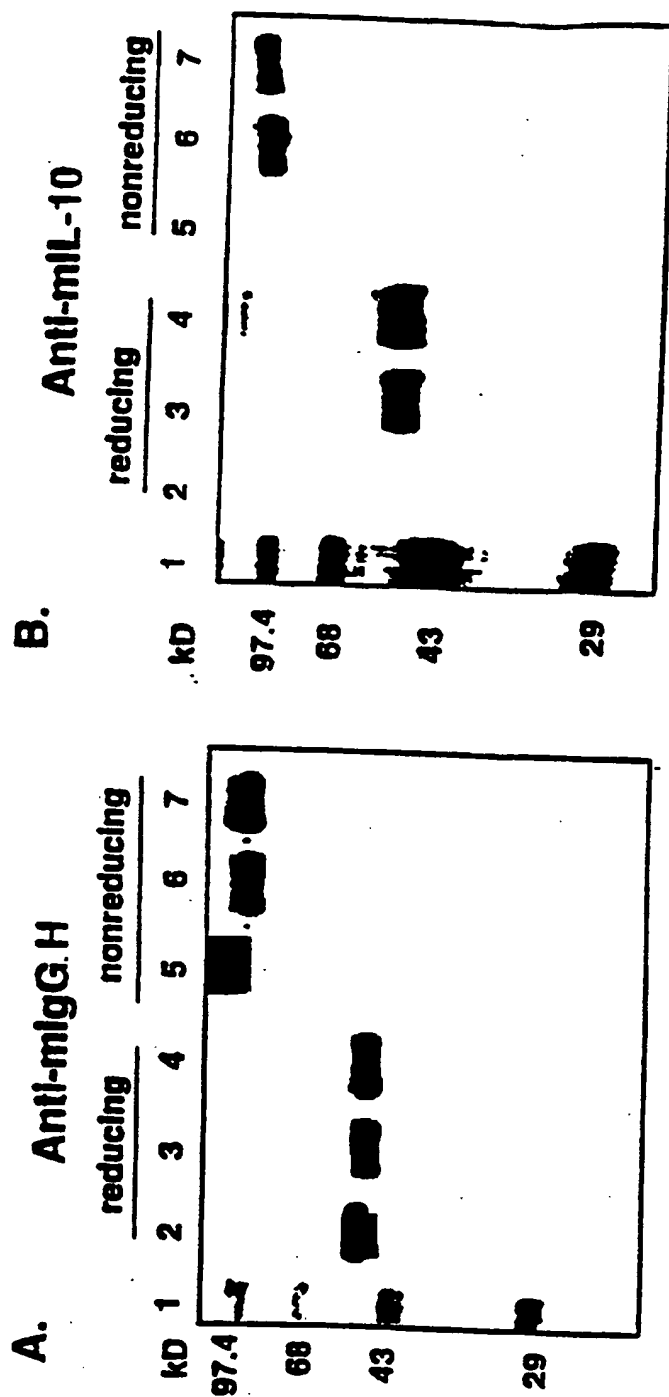 A.
Anti-mIgG.H
reducing nonreducing
kD 1 2 3 4 5 6 7
97.4
68
43
29
B.
Anti-mIL-10
reducing nonreducing
kD 1 2 3 4 5 6 7
97.4
68
43
29